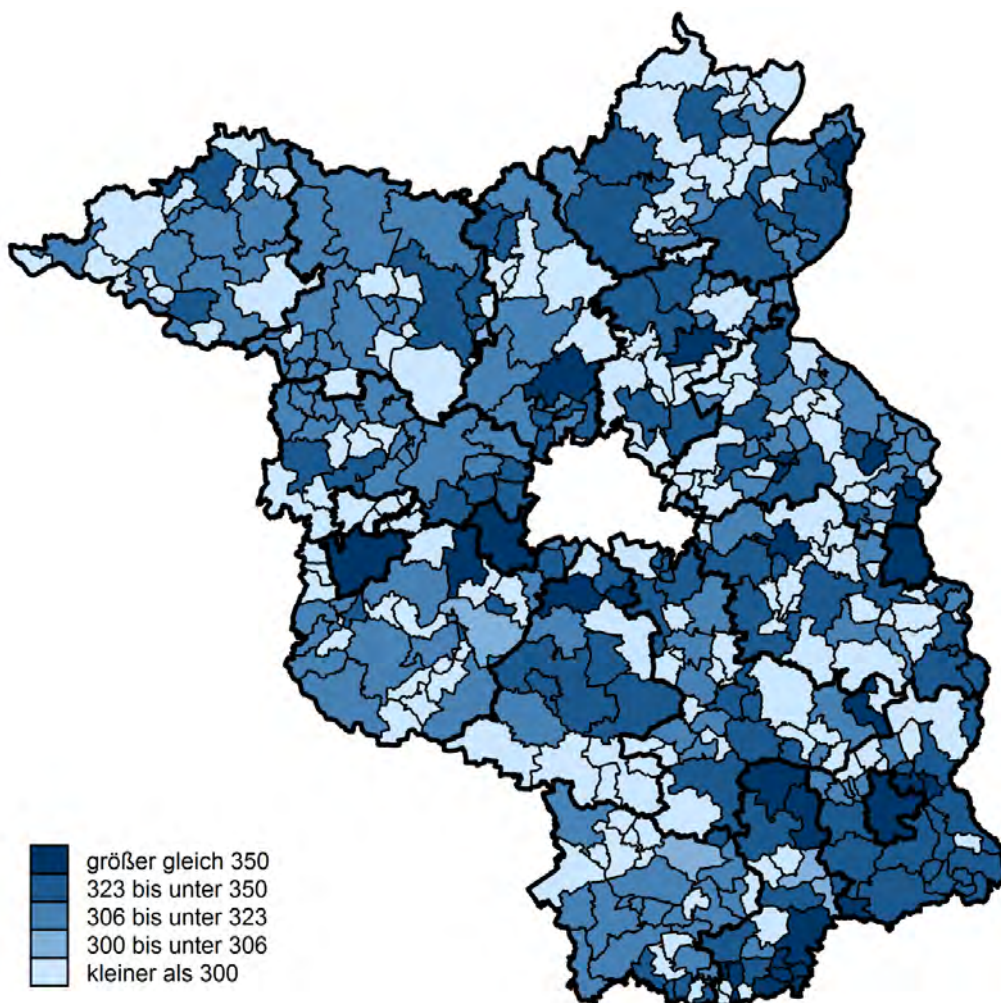 größer gleich 350
323 bis unter 350
306 bis unter 323
300 bis unter 306
kleiner als 300